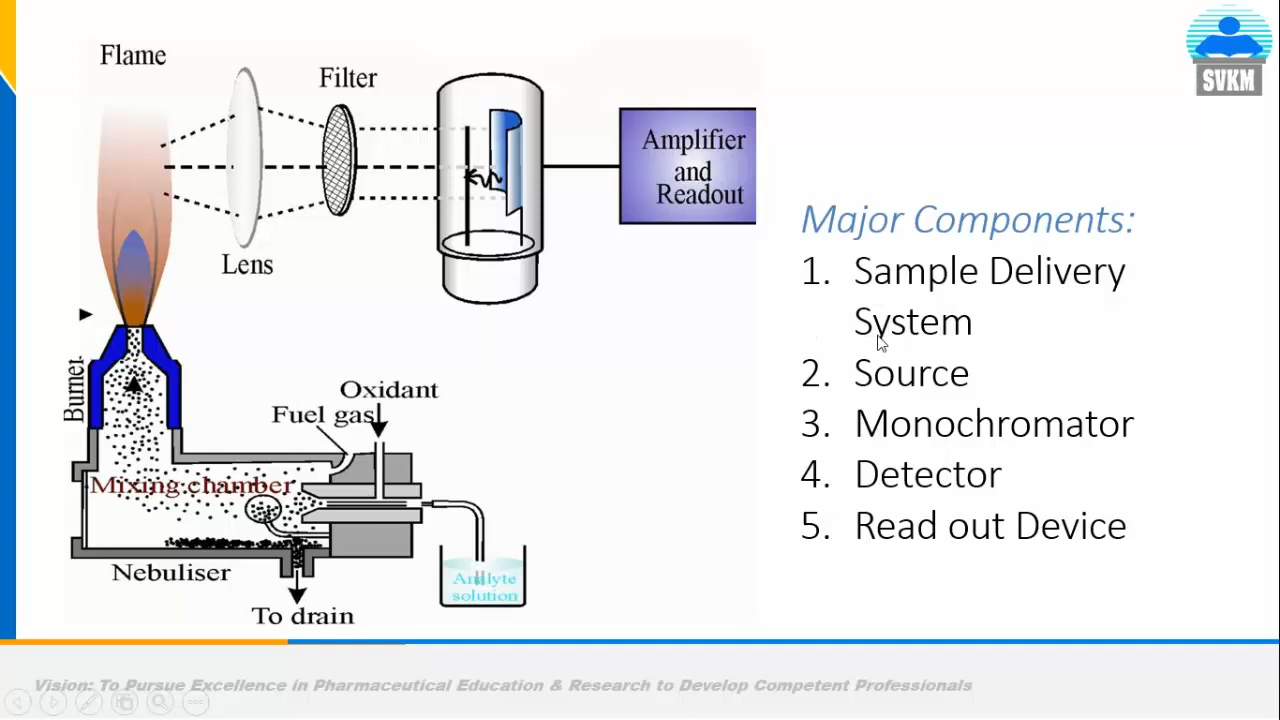 Flame
Filter
Lens
Amplifier
and
Readout
Burner
Oxidant
Fuel gas
Mixing chamber
Nebuliser
Analyte
solution
To drain
SVKM
Major Components:
1. Sample Delivery
System
2. Source
3. Monochromator
4. Detector
5. Read out Device
Vision: To Pursue Excellence in Pharmaceutical Education & Research to Develop Competent Professionals